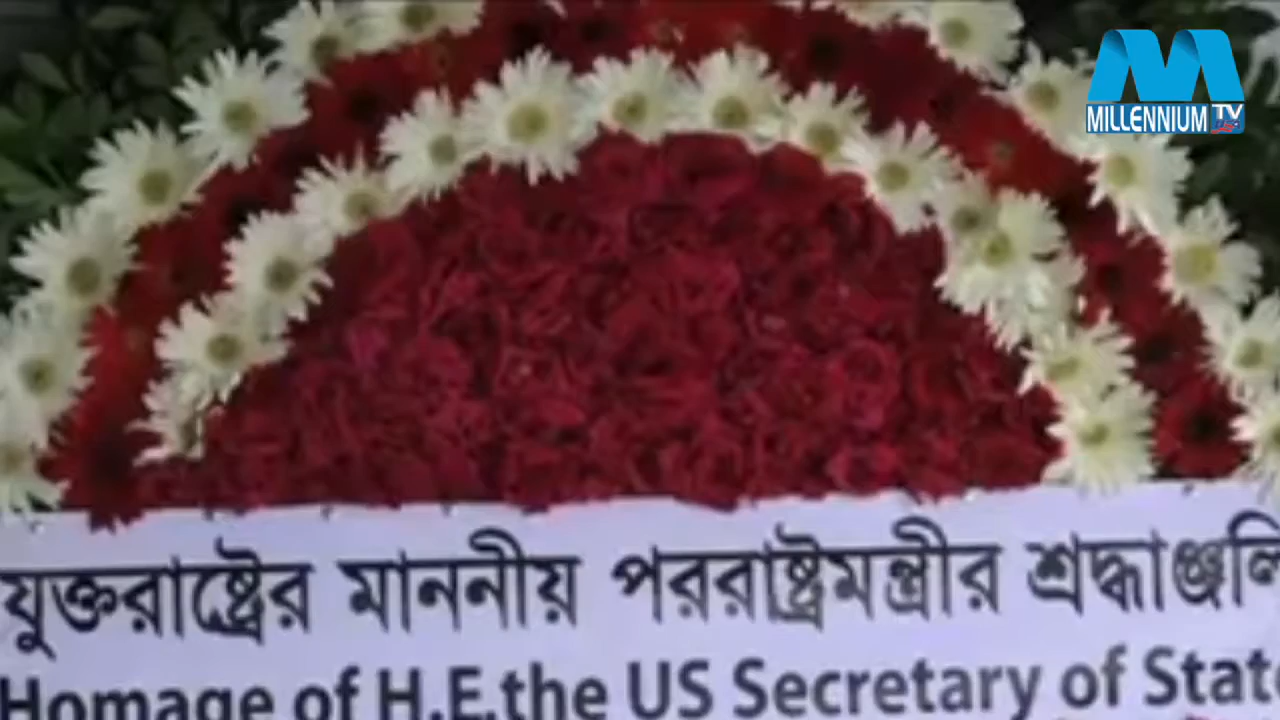 MILLENNIUM TV
যুক্তরাষ্ট্রের মাননীয় পররাষ্ট্রমন্ত্রীর শ্রদ্ধাঞ্জলি
Homage of H.E.the US Secretary of State